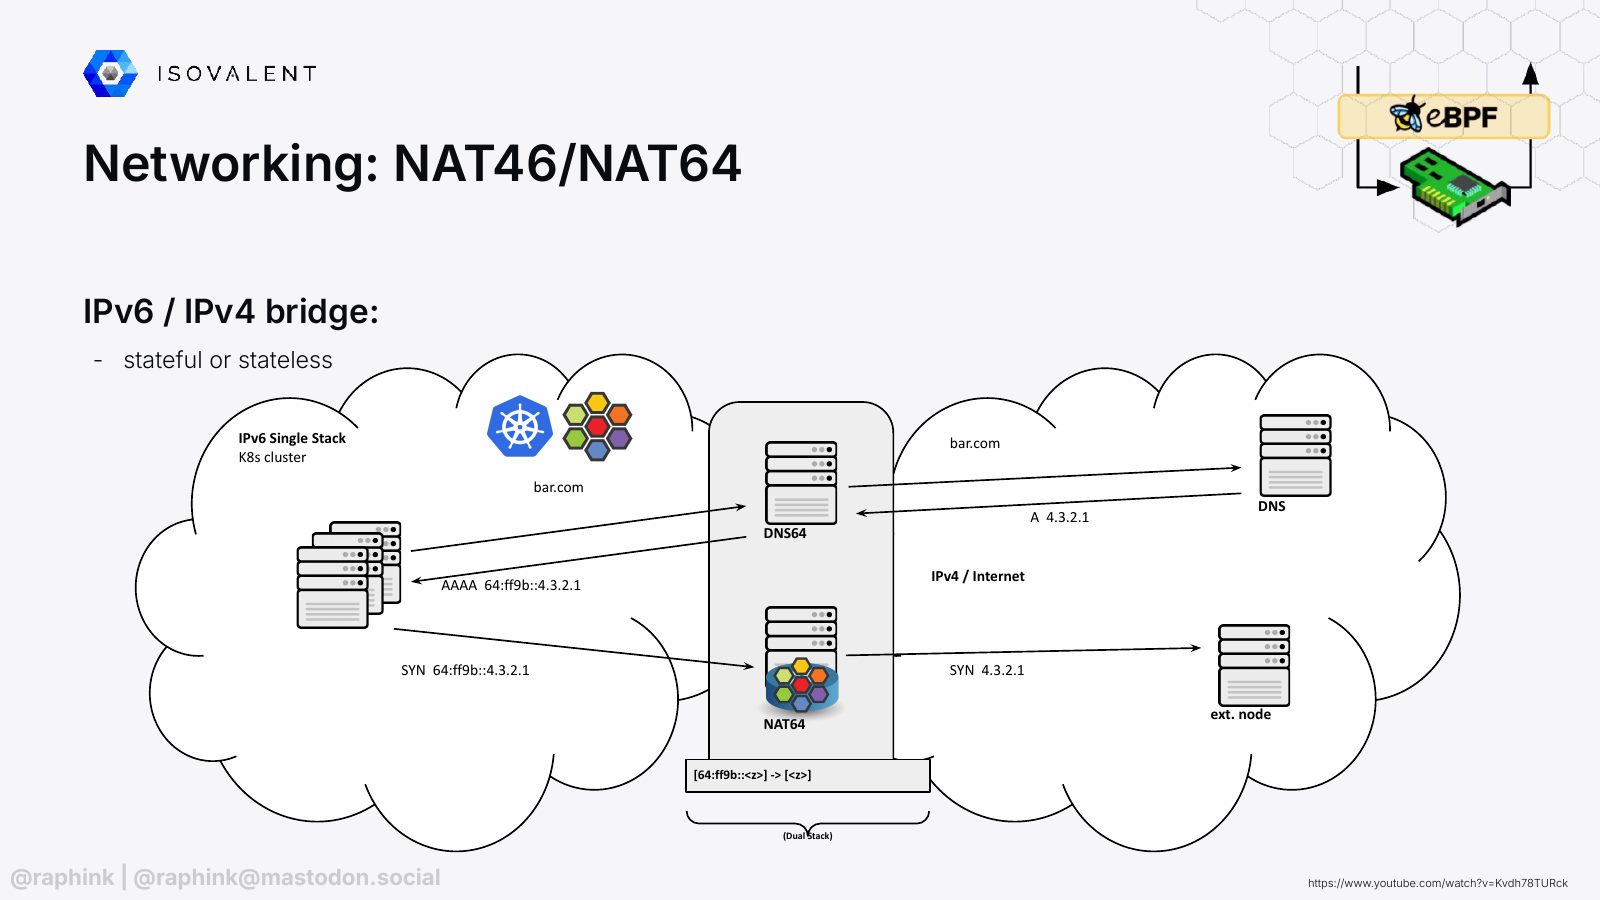 ISOVALENT
eBPF
Networking: NAT46/NAT64
IPv6 / IPv4 bridge:
- stateful or stateless
IPv6 Single Stack
K8s cluster
bar.com
bar.com
DNS
A 4.3.2.1
DNS64
AAAA 64:ff9b::4.3.2.1
IPv4 / Internet
SYN 64:ff9b::4.3.2.1
SYN 4.3.2.1
NAT64
ext. node
[64:ff9b::<z>] -> [<z>]
(Dual Stack)
@raphink | @raphink@mastodon.social
https://www.youtube.com/watch?v=Kvdh78TURck